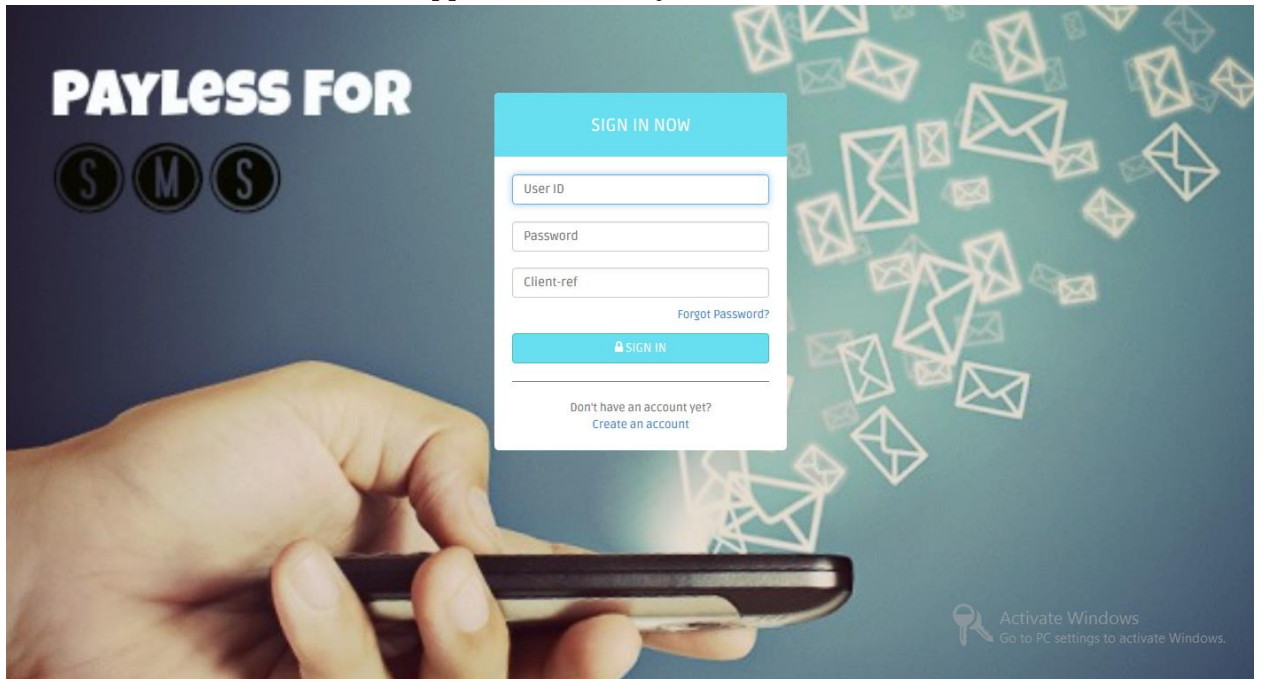 PAYLESS FOR
S M S
SIGN IN NOW
User ID
Password
Client-ref
Forgot Password?
SIGN IN
Don't have an account yet?
Create an account
Activate Windows
Go to PC settings to activate Windows.